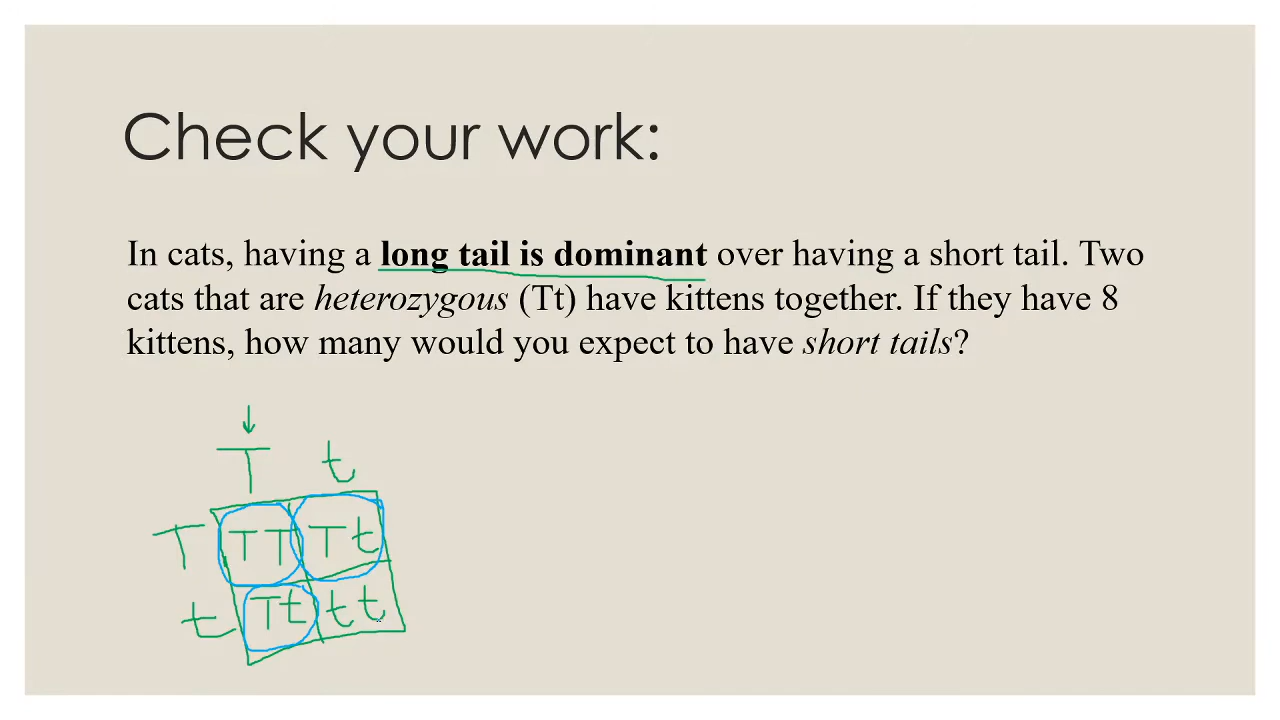 Check your work:
In cats, having a long tail is dominant over having a short tail. Two
cats that are heterozygous (Tt) have kittens together. If they have 8
kittens, how many would you expect to have short tails?
T t
T TT Tt
t Tt tt